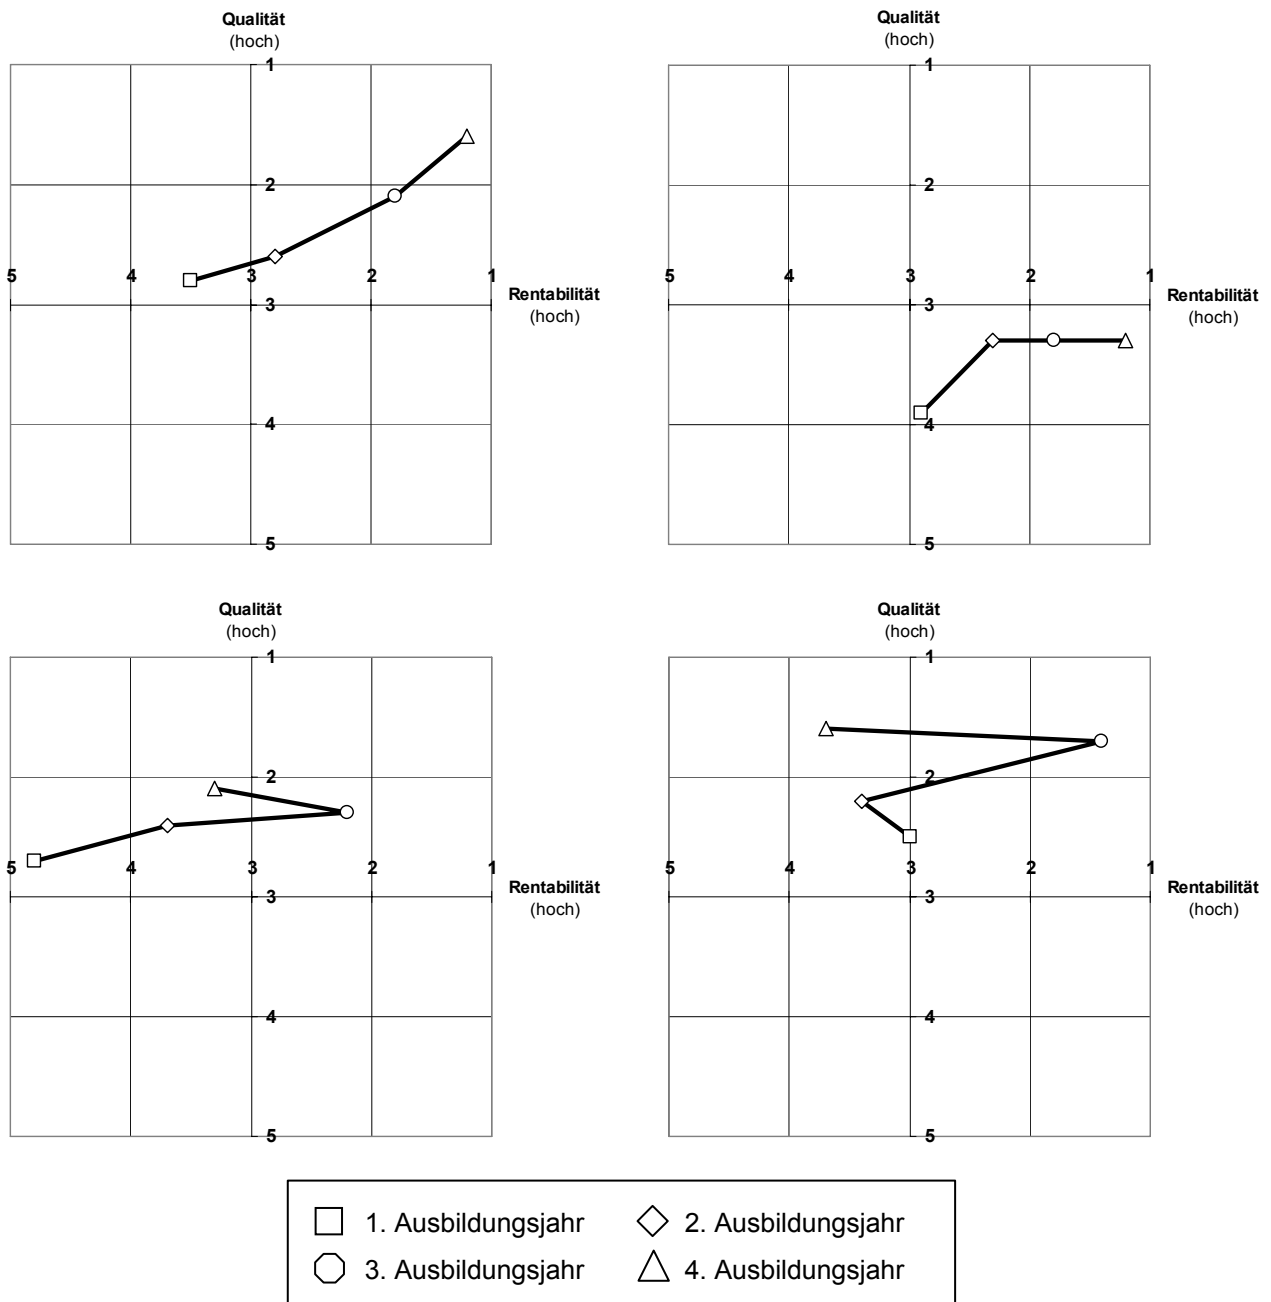 Qualität
(hoch)
1
2
5 4 3 2 1
Rentabilität
(hoch)
3
4
5
Qualität
(hoch)
1
2
5 4 3 2 1
Rentabilität
(hoch)
3
4
5
Qualität
(hoch)
1
2
5 4 3 2 1
Rentabilität
(hoch)
3
4
5
Qualität
(hoch)
1
2
5 4 3 2 1
Rentabilität
(hoch)
3
4
5
1. Ausbildungsjahr
2. Ausbildungsjahr
3. Ausbildungsjahr
4. Ausbildungsjahr